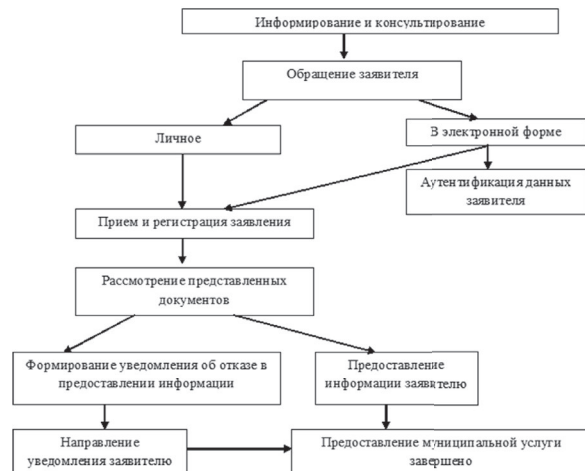 Информирование и консультирование
Обращение заявителя
Личное
В электронной форме
Аутентификация данных
заявителя
Прием и регистрация заявления
Рассмотрение представленных
документов
Формирование уведомления об отказе в
предоставлении информации
Предоставление
информации заявителю
Направление
уведомления заявителю
Предоставление муниципальной услуги
завершено